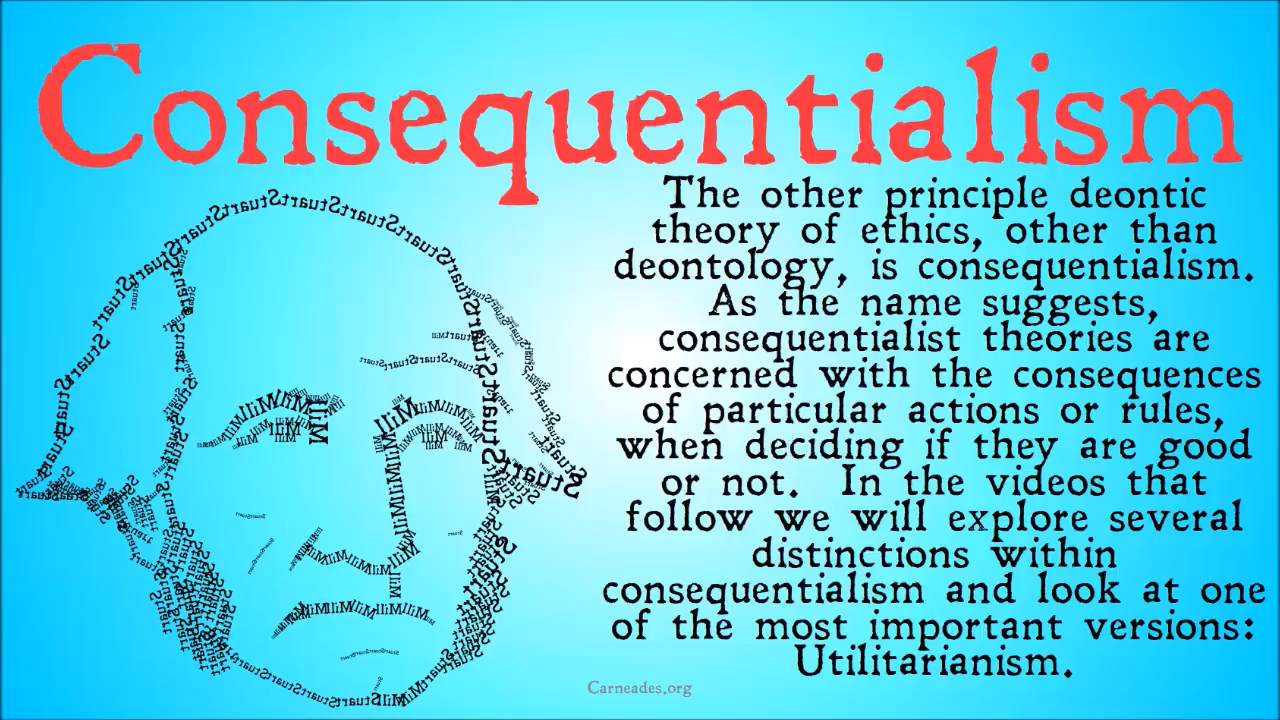 Consequentialism
The other principle deontic
theory of ethics, other than
deontology, is consequentialism.
As the name suggests,
consequentialist theories are
concerned with the consequences
of particular actions or rules,
when deciding if they are good
or not. In the videos that
follow we will explore several
distinctions within
consequentialism and look at one
of the most important versions:
Utilitarianism.
Carneades.org